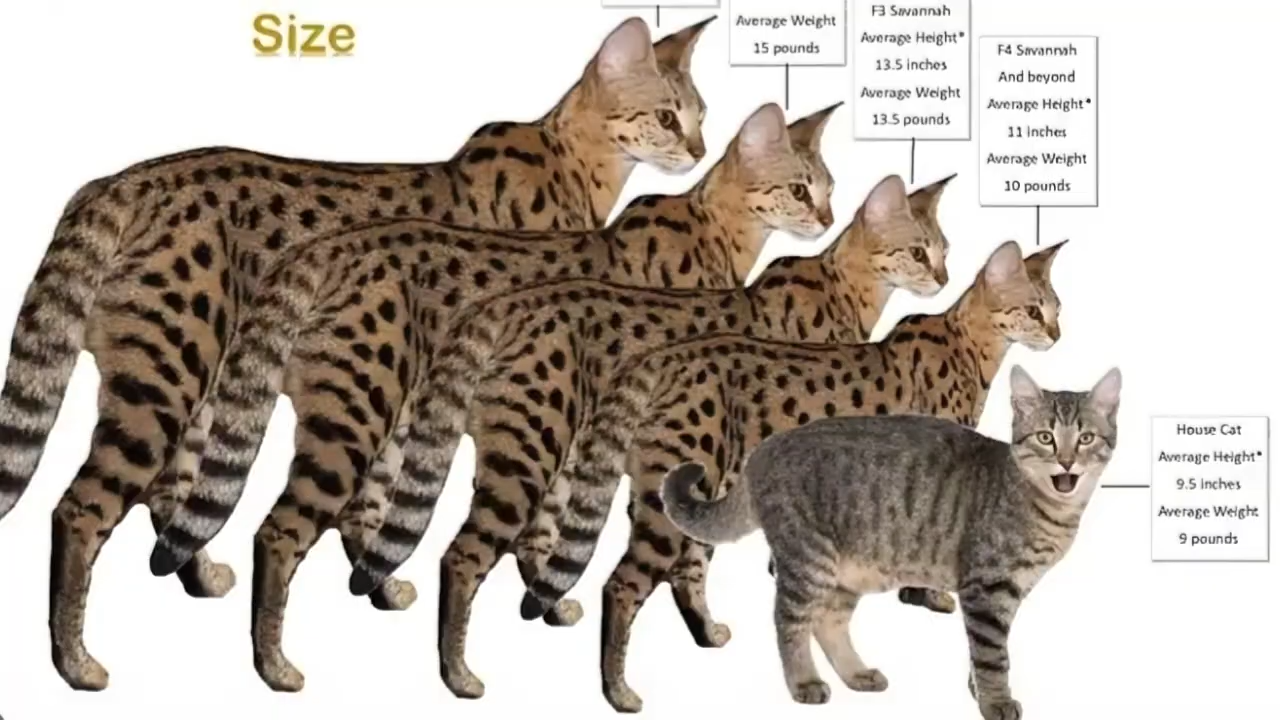 Size
Average Weight
15 pounds
F3 Savannah
Average Height*
13.5 inches
Average Weight
13.5 pounds
F4 Savannah
And beyond
Average Height*
11 inches
Average Weight
10 pounds
House Cat
Average Height*
9.5 inches
Average Weight
9 pounds